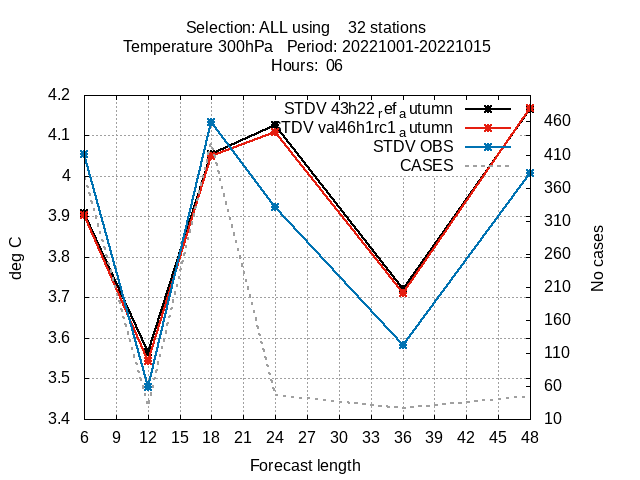 Selection: ALL using    32 stations
Temperature 300hPa   Period: 20221001-20221015
Hours:  06
STDV 43h22 ref autumn
STDV val46h1rc1 autumn
STDV OBS
CASES
deg C
4.2
4.1
4
3.9
3.8
3.7
3.6
3.5
3.4
460
410
360
310
260
210
160
110
60
10
No cases
6 9 12 15 18 21 24 27 30 33 36 39 42 45 48
Forecast length